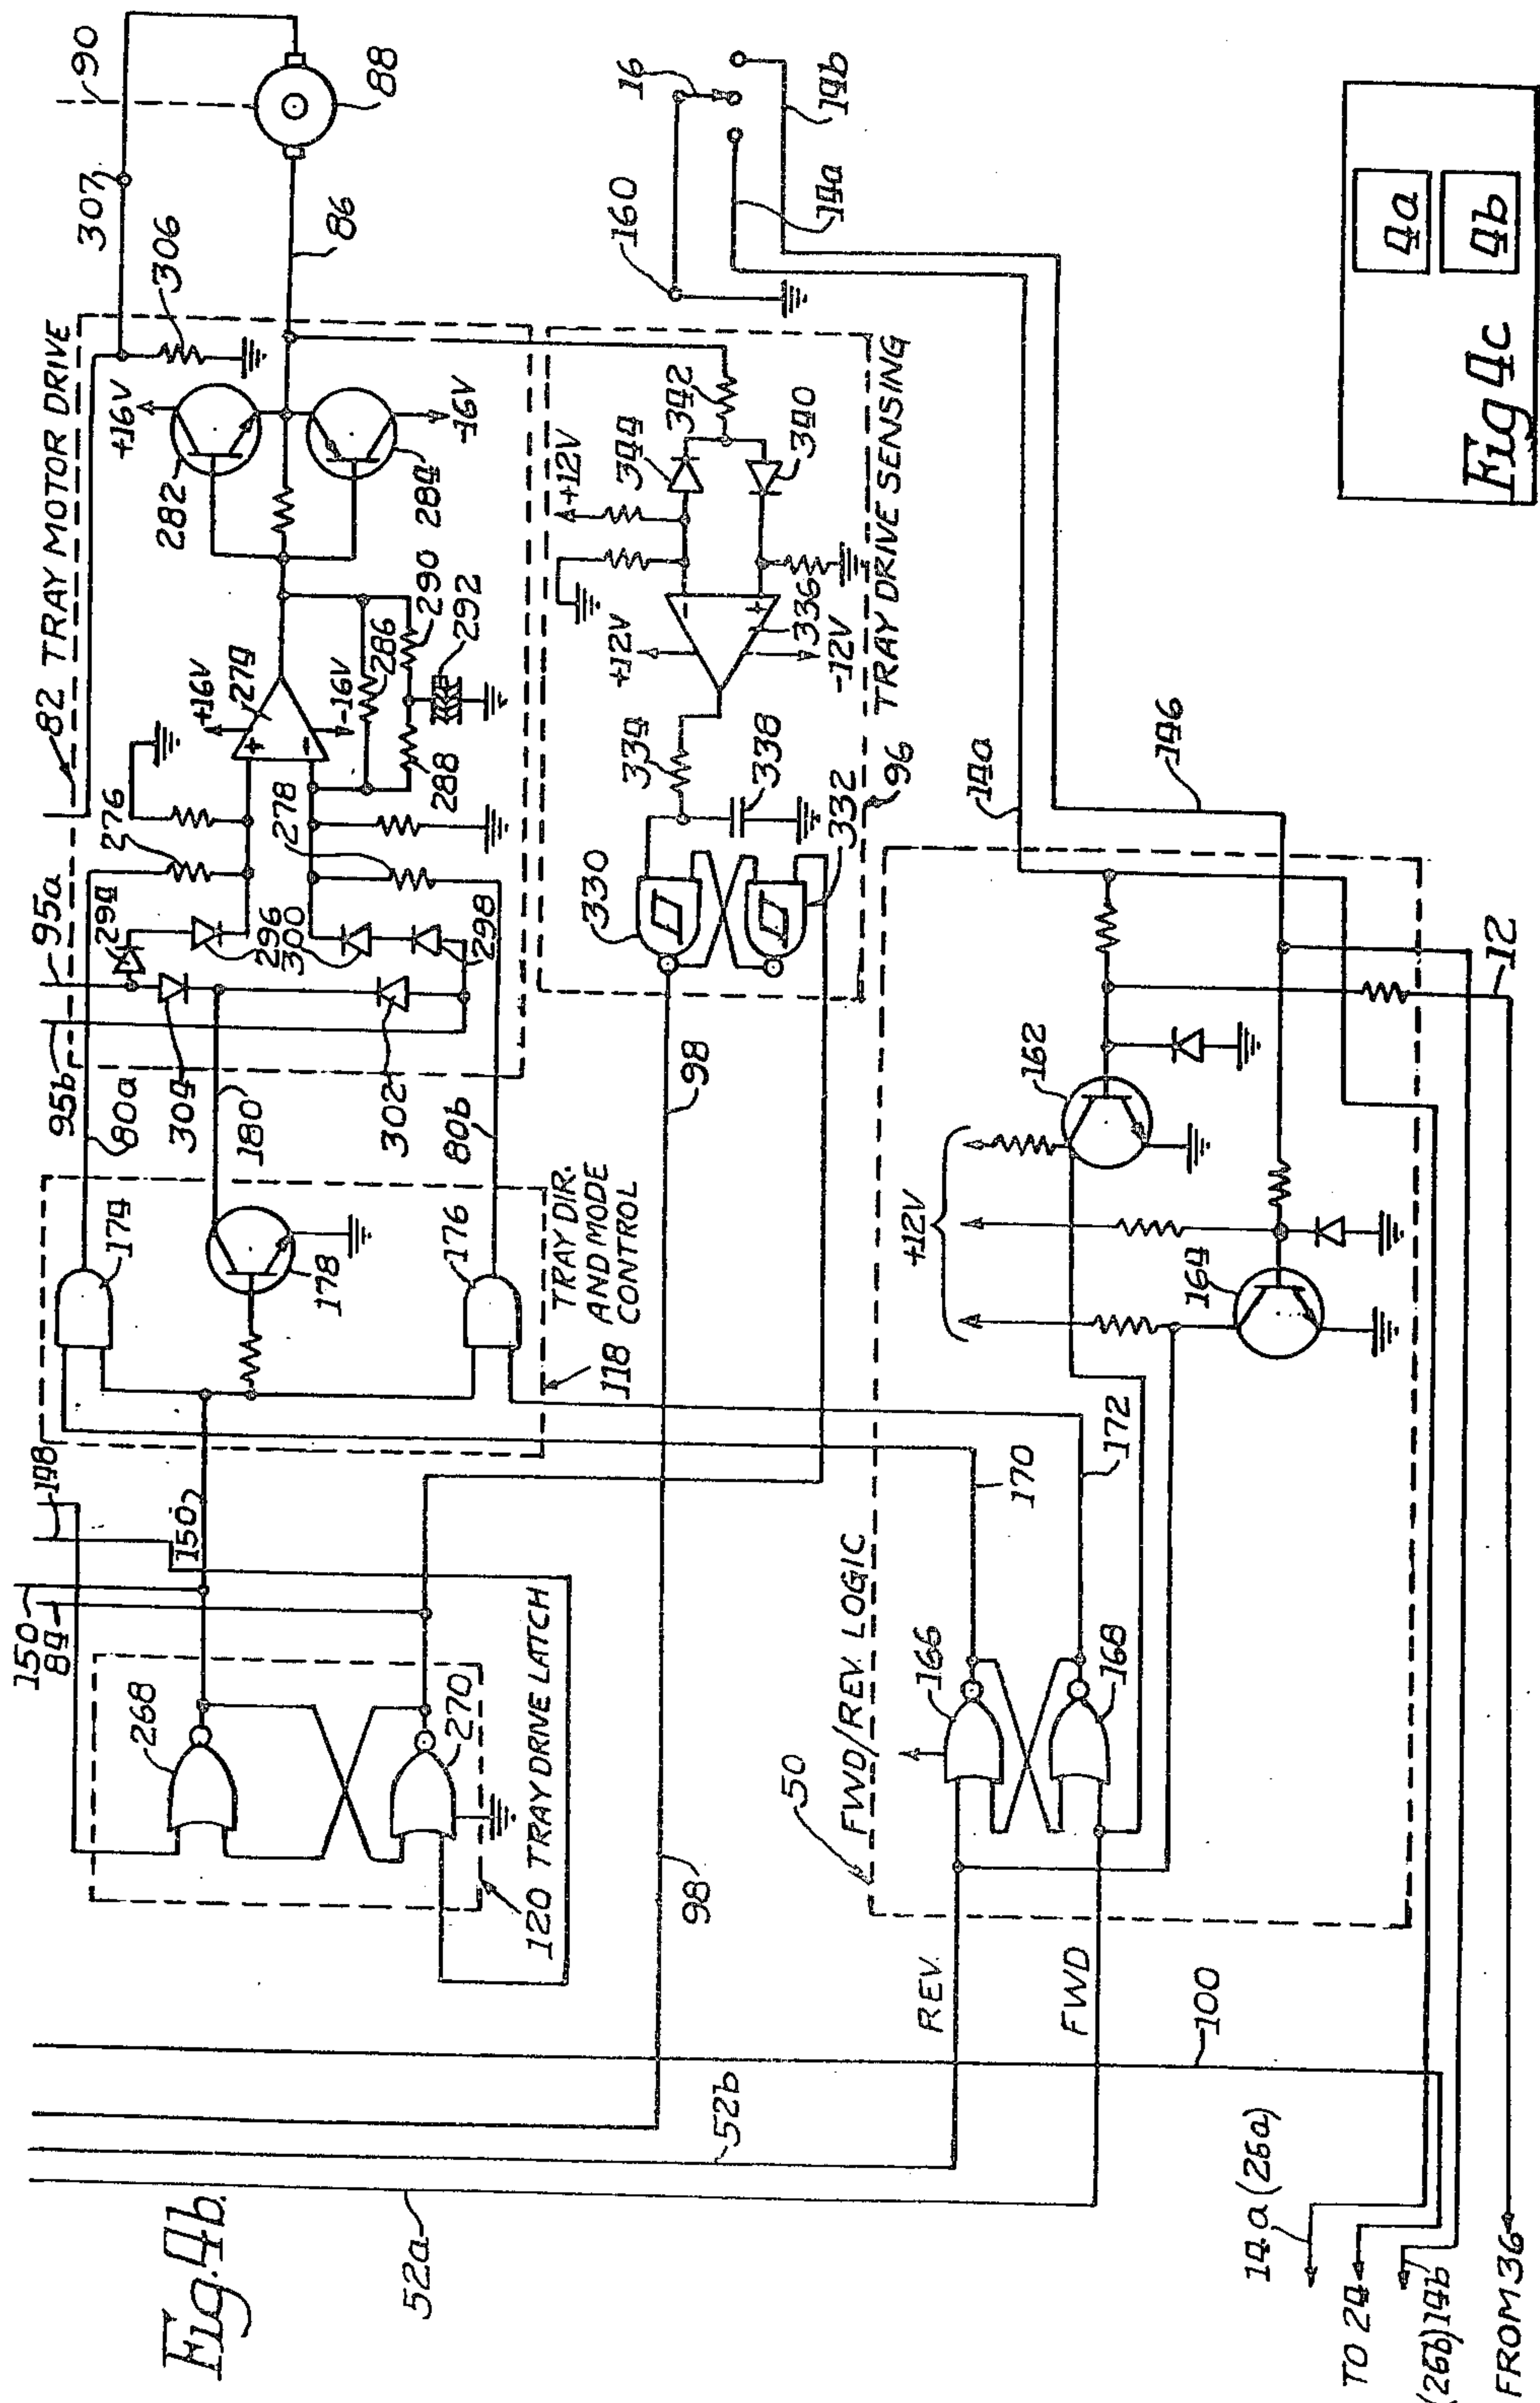 Fig.4b.
150
84
148
95b
95a
82 TRAY MOTOR DRIVE
307
90
268
150
174
80a
304
294
276
+16V
274
+16V
282
306
88
180
296
300
278
-16V
286
288
290
292
284
-16V
86
178
302
298
270
176
80b
120 TRAY DRIVE LATCH
118
TRAY DIR.
AND MODE
CONTROL
330
334
+12V
344
+12V
342
160
16
338
332
336
-12V
340
98
98
96
TRAY DRIVE SENSING
14a
14b
52a
52b
REV.
FWD
50
FWD/REV. LOGIC
166
168
170
172
+12V
162
164
14a
146
100
14a (26a)
TO 24
(26b) 14b
FROM 36
12
4a
4b
Fig 4c